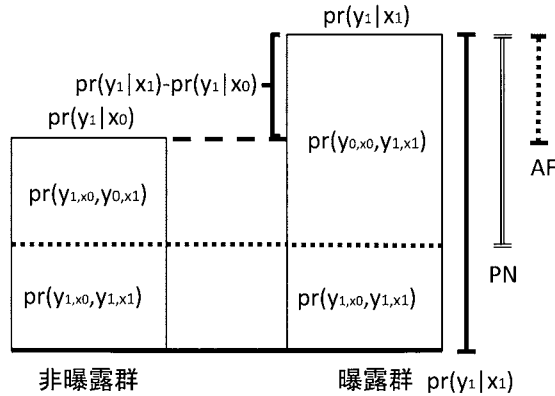 pr(y1|x1)
pr(y1|x1)-pr(y1|x0)
pr(y1|x0)
pr(y0,x0,y1,x1)
AF
pr(y1,x0,y0,x1)
PN
pr(y1,x0,y1,x1)
pr(y1,x0,y1,x1)
非曝露群
曝露群
pr(y1|x1)